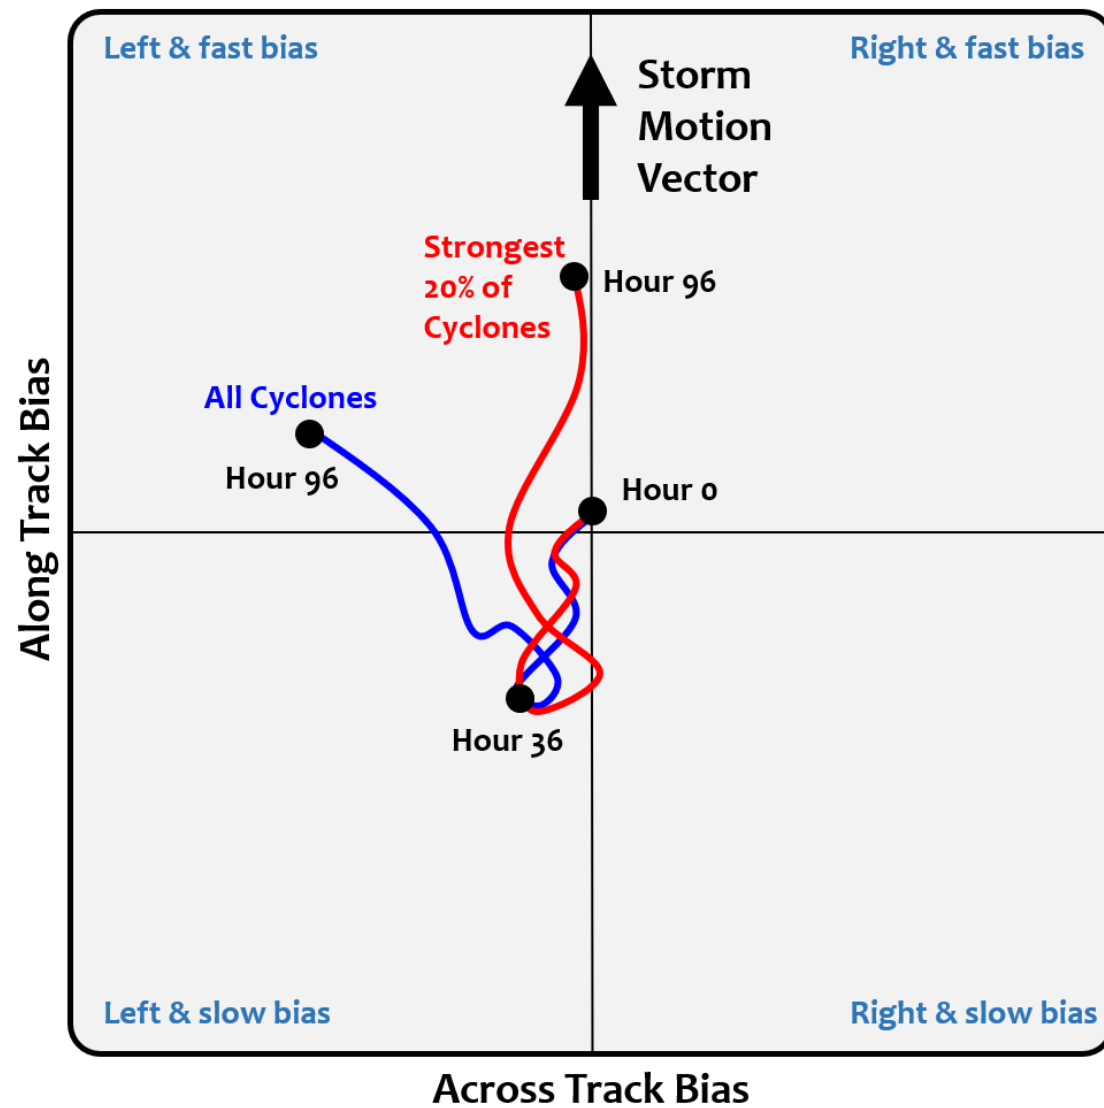 Left & fast bias
Right & fast bias
Storm
Motion
Vector
Strongest
20% of
Cyclones
Hour 96
All Cyclones
Hour 96
Hour 0
Along Track Bias
Hour 36
Left & slow bias
Right & slow bias
Across Track Bias